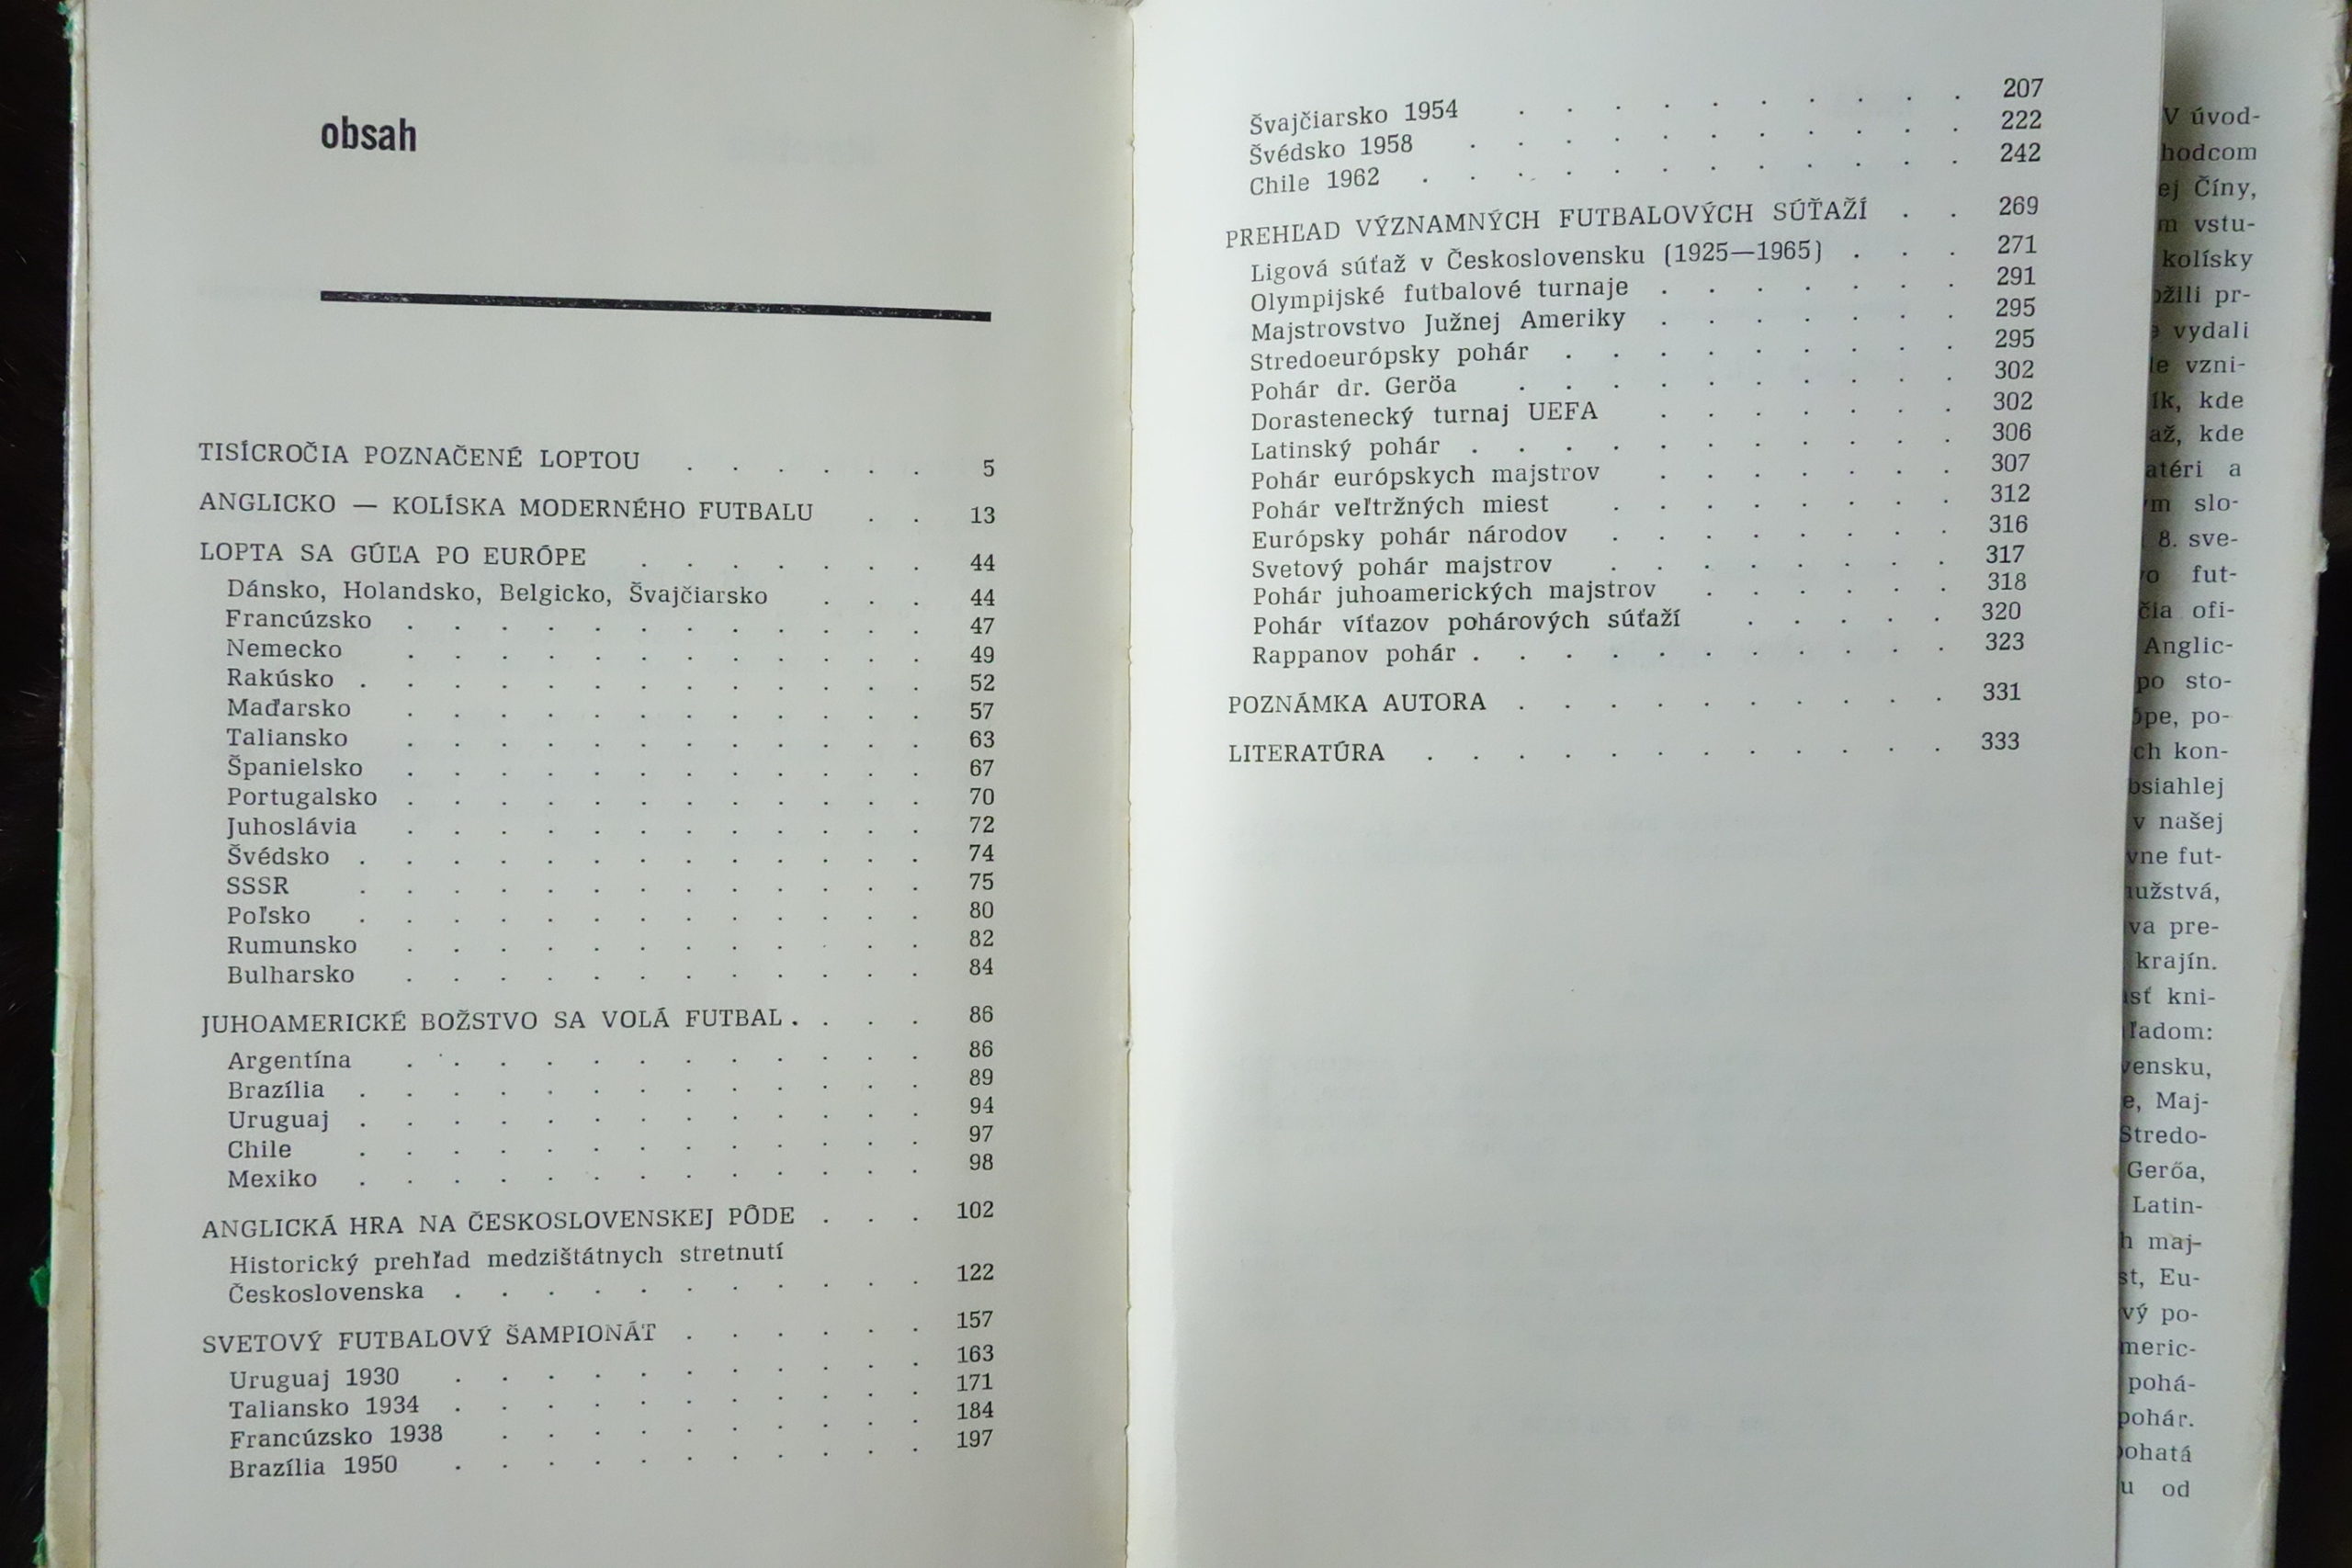 obsah
TISÍCROČIA POZNAČENÉ LOPTOU . . . . . . 5
ANGLICKO — KOLÍSKA MODERNÉHO FUTBALU . . 13
LOPTA SA GÚĽA PO EURÓPE . . . . . . . 44
Dánsko, Holandsko, Belgicko, Švajčiarsko . . . 44
Francúzsko . . . . . . . . . . . . 47
Nemecko . . . . . . . . . . . . 49
Rakúsko . . . . . . . . . . . . . 52
Maďarsko . . . . . . . . . . . . 57
Taliansko . . . . . . . . . . . . 63
Španielsko . . . . . . . . . . . . 67
Portugalsko . . . . . . . . . . . . 70
Juhoslávia . . . . . . . . . . . . 72
Švédsko . . . . . . . . . . . . . 74
SSSR . . . . . . . . . . . . . 75
Poľsko . . . . . . . . . . . . . 80
Rumunsko . . . . . . . . . . . . 82
Bulharsko . . . . . . . . . . . . 84
JUHOAMERICKÉ BOŽSTVO SA VOLÁ FUTBAL . . . . 86
Argentína . . . . . . . . . . . . 86
Brazília . . . . . . . . . . . . . 89
Uruguaj . . . . . . . . . . . . . 94
Chile . . . . . . . . . . . . . 97
Mexiko . . . . . . . . . . . . . 98
ANGLICKÁ HRA NA ČESKOSLOVENSKEJ PÔDE . . . 102
Historický prehľad medzištátnych stretnutí
Československa . . . . . . . . . . . 122
SVETOVÝ FUTBALOVÝ ŠAMPIONÁT . . . . . . 157
Uruguaj 1930 . . . . . . . . . . . 163
Taliansko 1934 . . . . . . . . . . . 171
Francúzsko 1938 . . . . . . . . . . 184
Brazília 1950 . . . . . . . . . . . 197
Švajčiarsko 1954 . . . . . . . . . . 207
Švédsko 1958 . . . . . . . . . . . 222
Chile 1962 . . . . . . . . . . . . 242
PREHĽAD VÝZNAMNÝCH FUTBALOVÝCH SÚŤAŽÍ . . 269
Ligová súťaž v Československu (1925—1965) . . . 271
Olympijské futbalové turnaje . . . . . . . 291
Majstrovstvo Južnej Ameriky . . . . . . . 295
Stredoeurópsky pohár . . . . . . . . . 295
Pohár dr. Geröa . . . . . . . . . . 302
Dorastenecký turnaj UEFA . . . . . . . 302
Latinský pohár . . . . . . . . . . . 306
Pohár európskych majstrov . . . . . . . 307
Pohár veľtržných miest . . . . . . . . 312
Európsky pohár národov . . . . . . . . 316
Svetový pohár majstrov . . . . . . . . 317
Pohár juhoamerických majstrov . . . . . . 318
Pohár víťazov pohárových súťaží . . . . . 320
Rappanov pohár . . . . . . . . . . . 323
POZNÁMKA AUTORA . . . . . . . . . . 331
LITERATÚRA . . . . . . . . . . . 333
V úvod-
Číny,
vstu-
kolísky
pr-
vydali
vzni-
kde
kde
a
slo-
8. sve-
fut-
ofi-
Anglic-
sto-
po-
kon-
v našej
fut-
pre-
krajín.
kni-
Maj-
Stredo-
Gerőa,
Latin-
maj-
Eu-
po-
pohá-
pohár.
od